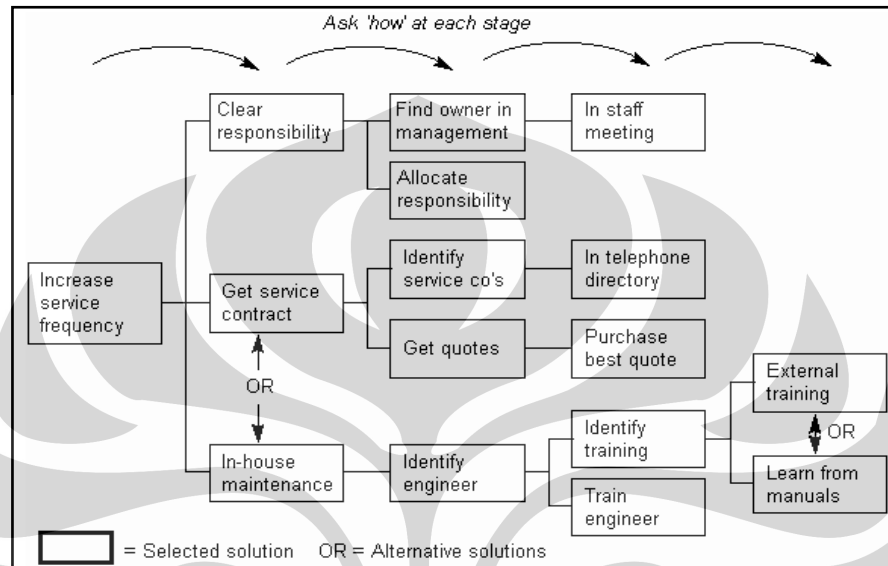 Ask 'how' at each stage
Clear
responsibility
Find owner in
management
In staff
meeting
Allocate
responsibility
Increase
service
frequency
Get service
contract
Identify
service co's
In telephone
directory
Get quotes
Purchase
best quote
OR
In-house
maintenance
Identify
engineer
Identify
training
Train
engineer
External
training
OR
Learn from
manuals
= Selected solution OR = Alternative solutions